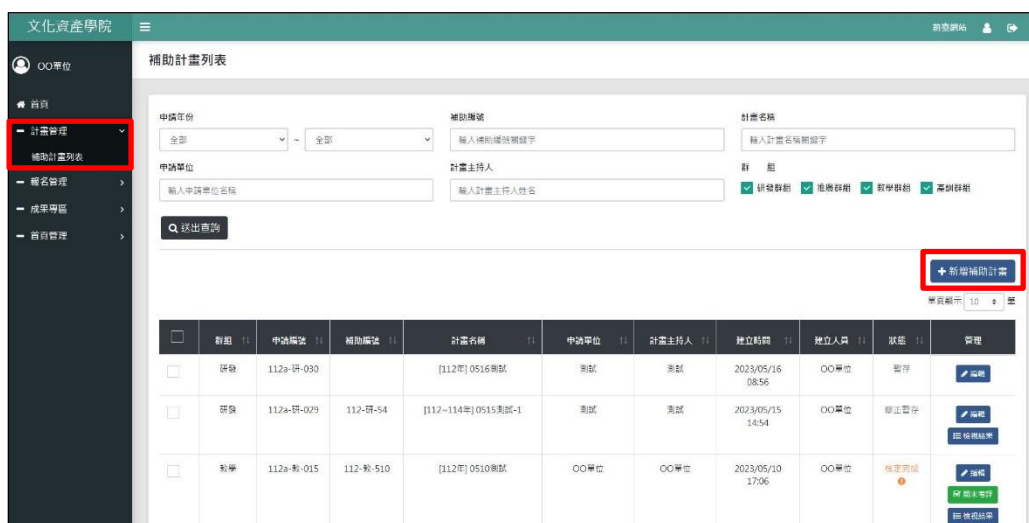 文化資產學院
前臺網站
OO單位
首頁
計畫管理
補助計畫列表
報名管理
成果專區
首頁管理
補助計畫列表
申請年份 補助編號 計畫名稱
全部 ~ 全部 輸入補助編號關鍵字 輸入計畫名稱關鍵字
申請單位 計畫主持人 群 組
輸入申請單位名稱 輸入計畫主持人姓名 研發群組 推廣群組 教學群組 產訓群組
送出查詢
新增補助計畫
單頁顯示 10 筆
群組 申請編號 補助編號 計畫名稱 申請單位 計畫主持人 建立時間 建立人員 狀態 管理
研發 112a-研-030 [112年] 0516測試 測試 測試 2023/05/16 OO單位 暫存 編輯
08:56
研發 112a-研-029 112-研-54 [112~114年] 0515測試-1 測試 測試 2023/05/15 OO單位 修正暫存 編輯
14:54
檢視結果
教學 112a-教-015 112-教-510 [112年] 0510測試 OO單位 OO單位 2023/05/10 OO單位 核定完成 編輯
17:06
期末考評
檢視結果